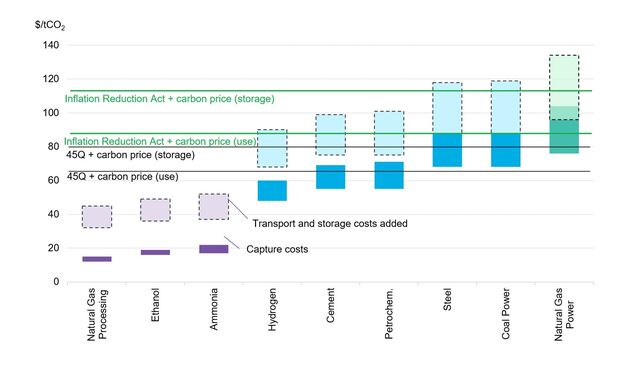 $/tCO₂
140
120
Inflation Reduction Act + carbon price (storage)
100
Inflation Reduction Act + carbon price (use)
80
45Q + carbon price (storage)
45Q + carbon price (use)
60
40
Transport and storage costs added
20
Capture costs
0
Natural Gas
Processing
Ethanol
Ammonia
Hydrogen
Cement
Petrochem.
Steel
Coal Power
Natural Gas
Power